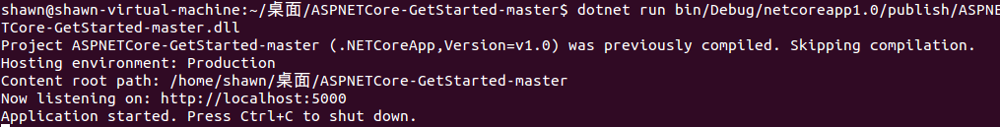 shawn@shawn-virtual-machine:~/桌面/ASPNETCore-GetStarted-master$ dotnet run bin/Debug/netcoreapp1.0/publish/ASPNE
TCore-GetStarted-master.dll
Project ASPNETCore-GetStarted-master (.NETCoreApp,Version=v1.0) was previously compiled. Skipping compilation.
Hosting environment: Production
Content root path: /home/shawn/桌面/ASPNETCore-GetStarted-master
Now listening on: http://localhost:5000
Application started. Press Ctrl+C to shut down.